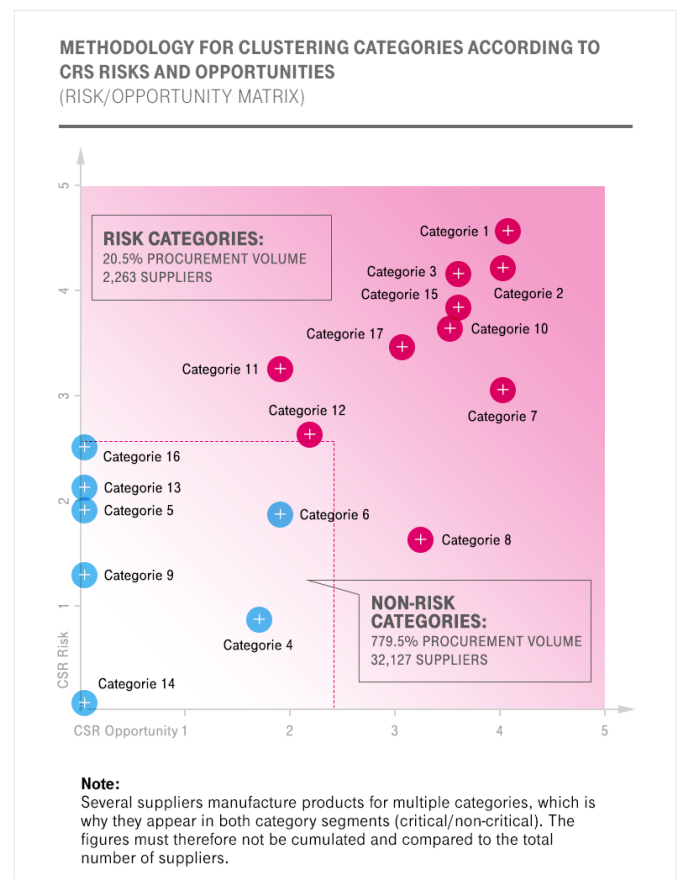 METHODOLOGY FOR CLUSTERING CATEGORIES ACCORDING TO
CRS RISKS AND OPPORTUNITIES
(RISK/OPPORTUNITY MATRIX)
5
RISK CATEGORIES:
20.5% PROCUREMENT VOLUME
2,263 SUPPLIERS
Categorie 1
Categorie 3
Categorie 2
4
Categorie 15
Categorie 10
Categorie 17
Categorie 11
3
Categorie 12
Categorie 7
Categorie 16
Categorie 13
2
Categorie 5
Categorie 6
Categorie 8
Categorie 9
1
NON-RISK
CATEGORIES:
779.5% PROCUREMENT VOLUME
32,127 SUPPLIERS
Categorie 4
CSR Risk
Categorie 14
CSR Opportunity 1
2
3
4
5
Note:
Several suppliers manufacture products for multiple categories, which is
why they appear in both category segments (critical/non-critical). The
figures must therefore not be cumulated and compared to the total
number of suppliers.